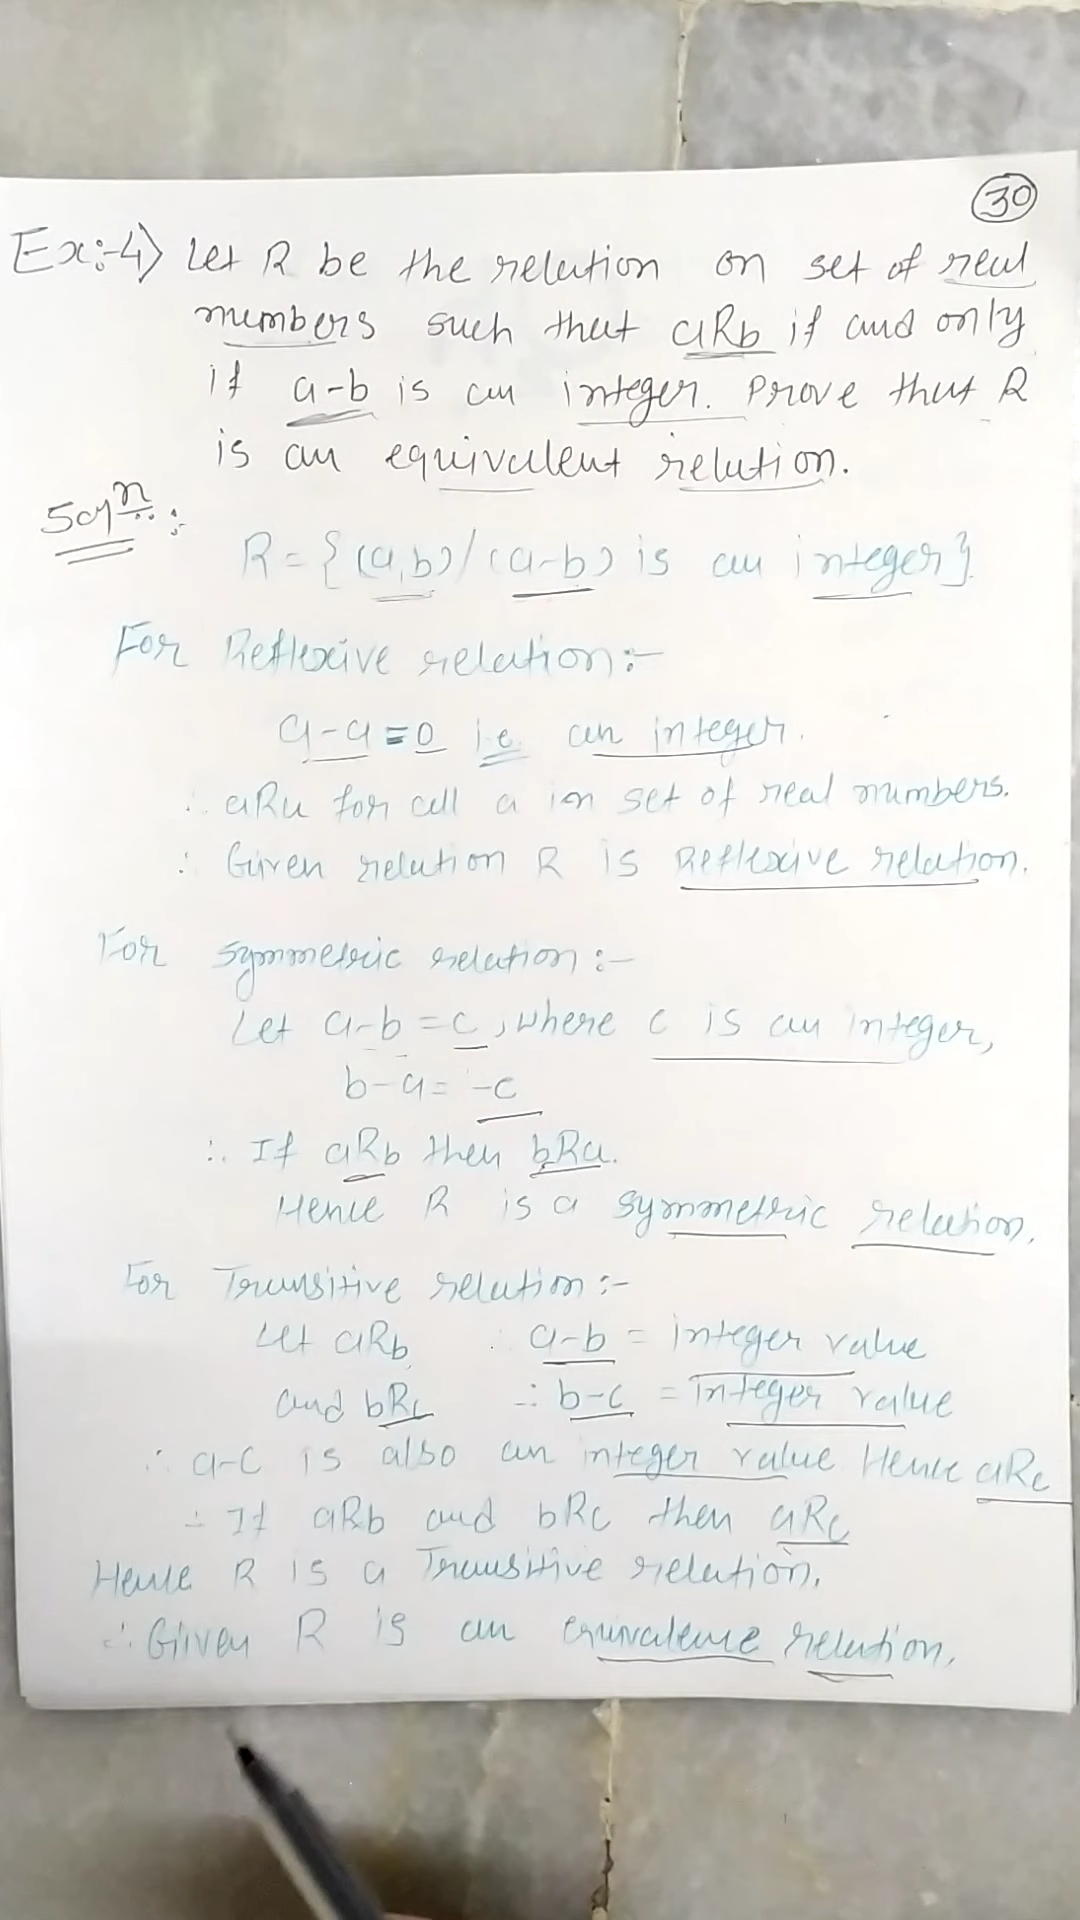 30
Ex:-4) Let R be the relation on set of real
numbers such that aRb if and only
if a-b is an integer. Prove that R
is an equivalent relation.
Solⁿ:
R = {(a,b)/(a-b) is an integer}
For Reflexive relation:-
a-a=0 i.e. an integer.
∴ aRa for all a in set of real numbers.
∴ Given relation R is Reflexive relation.
For symmetric relation:-
Let a-b = c, where c is an integer,
b-a = -c
∴ If aRb then bRa.
Hence R is a symmetric relation.
For Transitive relation:-
Let aRb ∴ a-b = integer value
and bRc ∴ b-c = integer value
∴ a-c is also an integer value Hence aRc
∴ If aRb and bRc then aRc
Hence R is a Transitive relation.
∴ Given R is an equivalence relation.